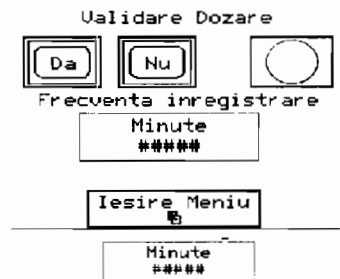 Validare Dozare
Da Nu
Frecventa inregistrare
Minute
#####
Iesire Meniu
Minute
#####